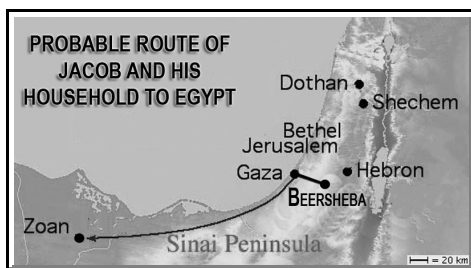 PROBABLE ROUTE OF
JACOB AND HIS
HOUSEHOLD TO EGYPT
Dothan
Shechem
Bethel
Jerusalem
Gaza
Hebron
BEERSHEBA
Zoan
Sinai Peninsula
= 20 km